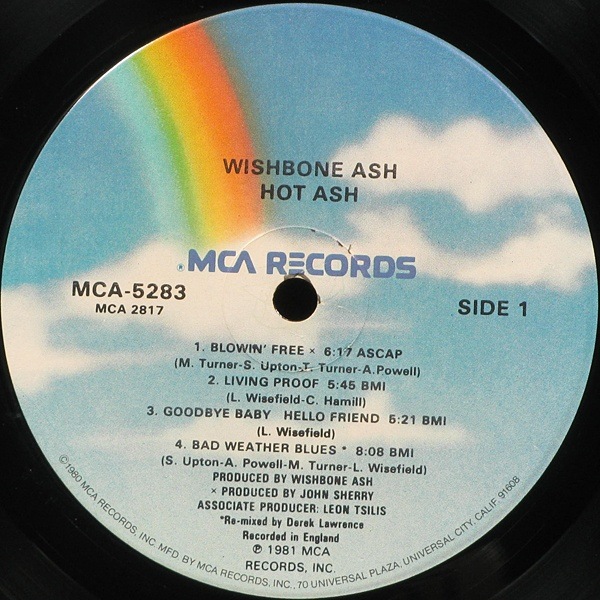 WISHBONE ASH
HOT ASH
®MCA RECORDS
MCA-5283
MCA 2817
SIDE 1
1. BLOWIN' FREE × 6:17 ASCAP
(M. Turner-S. Upton-T. Turner-A.Powell)
2. LIVING PROOF 5:45 BMI
(L. Wisefield-C. Hamill)
3. GOODBYE BABY HELLO FRIEND 5:21 BMI
(L. Wisefield)
4. BAD WEATHER BLUES * 8:08 BMI
(S. Upton-A. Powell-M. Turner-L. Wisefield)
PRODUCED BY WISHBONE ASH
× PRODUCED BY JOHN SHERRY
ASSOCIATE PRODUCER: LEON TSILIS
*Re-mixed by Derek Lawrence
Recorded in England
℗ 1981 MCA
RECORDS, INC.
©1980 MCA RECORDS, INC. MFD. BY MCA RECORDS, INC., 70 UNIVERSAL PLAZA, UNIVERSAL CITY, CALIF. 91608